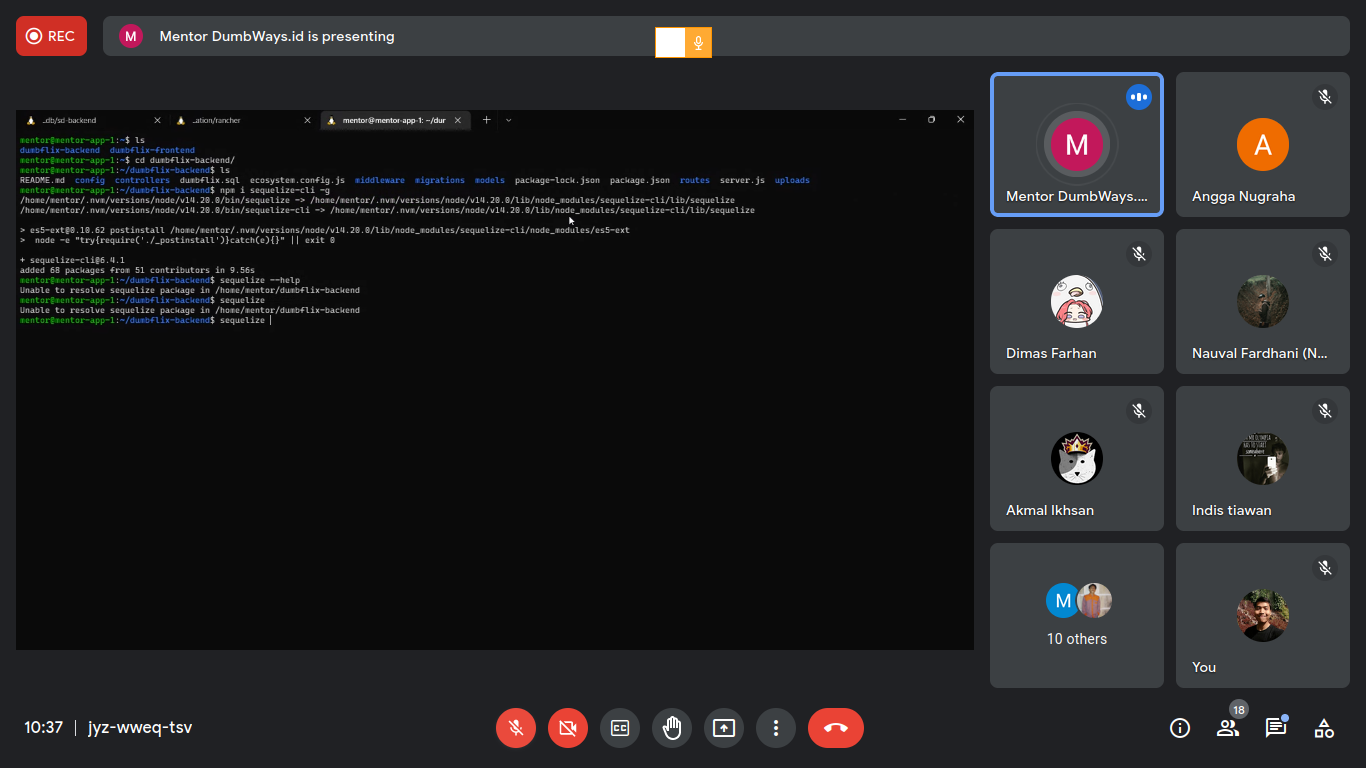 REC
M
Mentor DumbWays.id is presenting
_db/sd-backend
_ation/rancher
mentor@mentor-app-1: ~/dur
mentor@mentor-app-1:~$ ls
dumbflix-backend  dumbflix-frontend
mentor@mentor-app-1:~$ cd dumbflix-backend/
mentor@mentor-app-1:~/dumbflix-backend$ ls
README.md  config  controllers  dumbflix.sql  ecosystem.config.js  middleware  migrations  models  package-lock.json  package.json  routes  server.js  uploads
mentor@mentor-app-1:~/dumbflix-backend$ npm i sequelize-cli -g
/home/mentor/.nvm/versions/node/v14.20.0/bin/sequelize -> /home/mentor/.nvm/versions/node/v14.20.0/lib/node_modules/sequelize-cli/lib/sequelize
/home/mentor/.nvm/versions/node/v14.20.0/bin/sequelize-cli -> /home/mentor/.nvm/versions/node/v14.20.0/lib/node_modules/sequelize-cli/lib/sequelize
> es5-ext@0.10.62 postinstall /home/mentor/.nvm/versions/node/v14.20.0/lib/node_modules/sequelize-cli/node_modules/es5-ext
>  node -e "try{require('./_postinstall')}catch(e){}" || exit 0
+ sequelize-cli@6.4.1
added 68 packages from 51 contributors in 9.56s
mentor@mentor-app-1:~/dumbflix-backend$ sequelize --help
Unable to resolve sequelize package in /home/mentor/dumbflix-backend
mentor@mentor-app-1:~/dumbflix-backend$ sequelize
Unable to resolve sequelize package in /home/mentor/dumbflix-backend
mentor@mentor-app-1:~/dumbflix-backend$ sequelize
M
Mentor DumbWays....
A
Angga Nugraha
Dimas Farhan
Nauval Fardhani (N...
Akmal Ikhsan
Indis tiawan
M
10 others
You
10:37 | jyz-wweq-tsv
CC
18